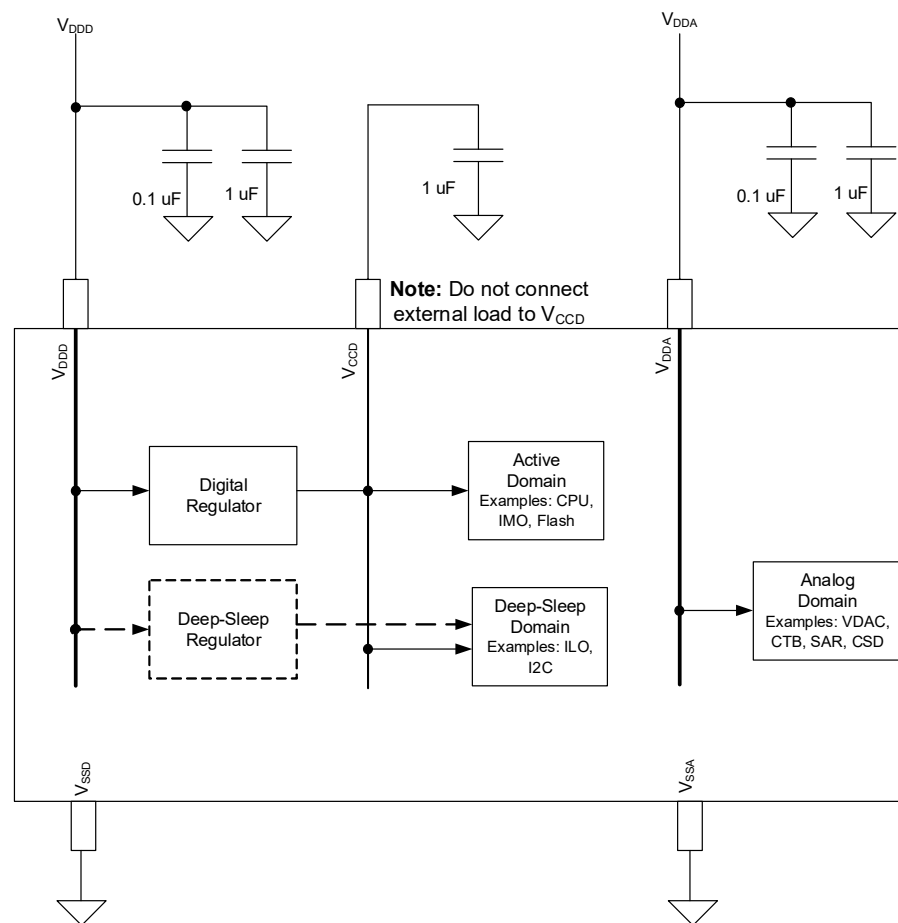 VDDD
VDDA
0.1 uF
1 uF
1 uF
0.1 uF
1 uF
Note: Do not connect
external load to VCCD
VDDD
VCCD
VDDA
Digital
Regulator
Active
Domain
Examples: CPU,
IMO, Flash
Deep-Sleep
Regulator
Deep-Sleep
Domain
Examples: ILO,
I2C
Analog
Domain
Examples: VDAC,
CTB, SAR, CSD
VSSD
VSSA